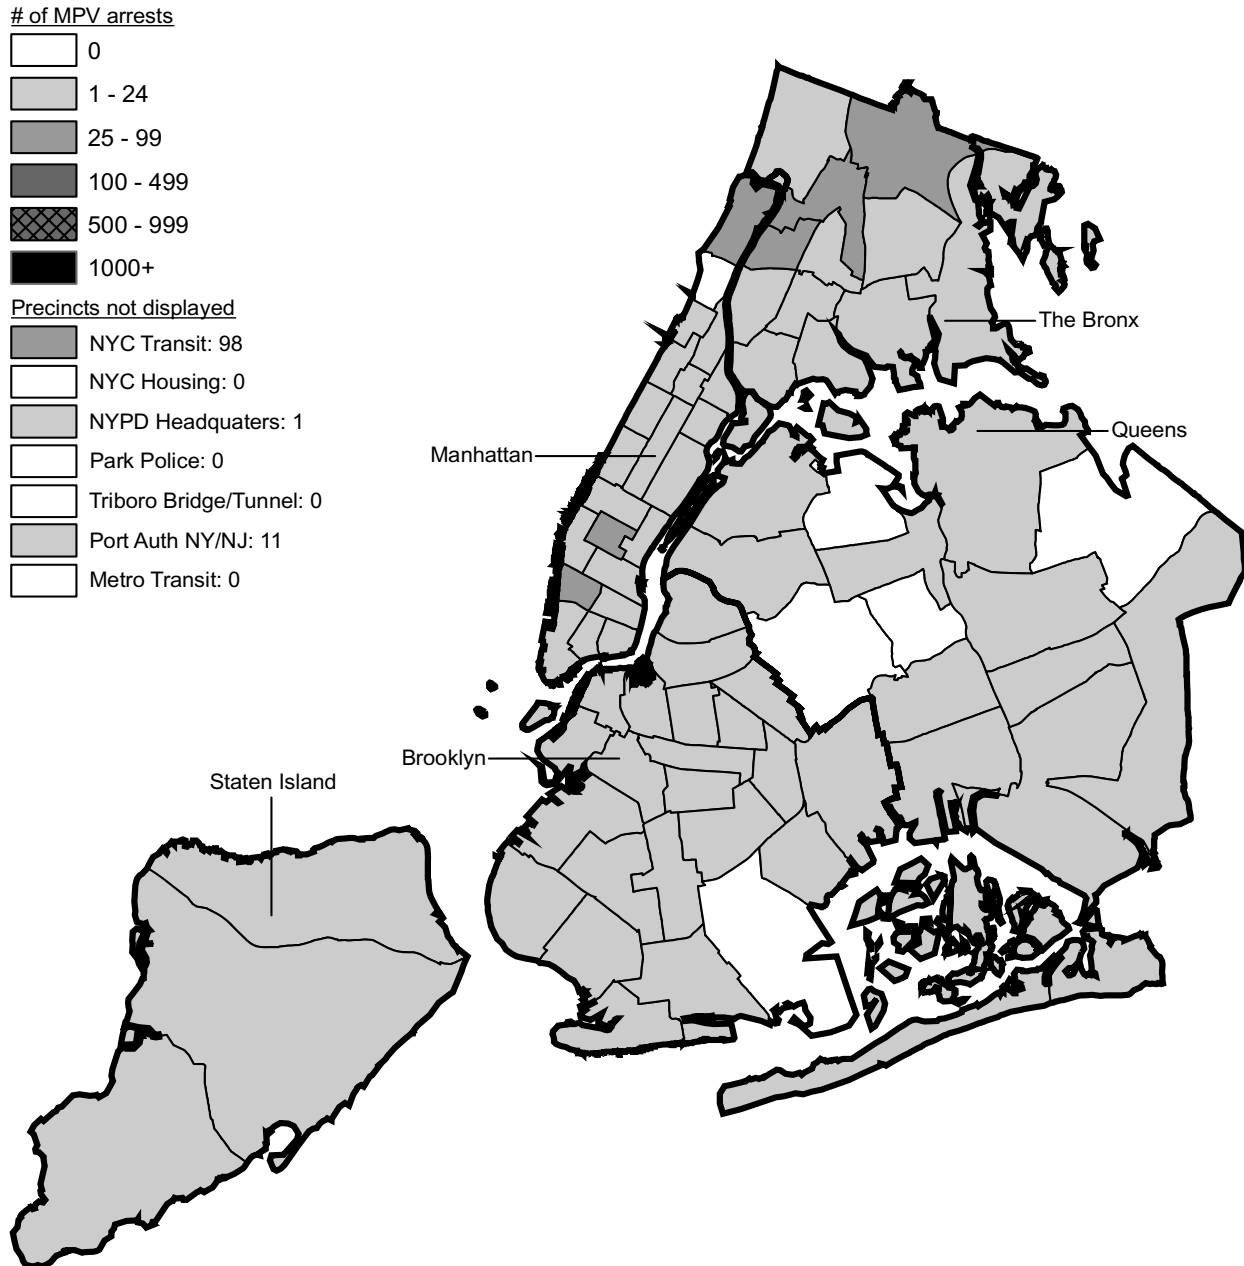 # of MPV arrests
0
1 - 24
25 - 99
100 - 499
500 - 999
1000+
Precincts not displayed
NYC Transit: 98
NYC Housing: 0
NYPD Headquaters: 1
Park Police: 0
Triboro Bridge/Tunnel: 0
Port Auth NY/NJ: 11
Metro Transit: 0
The Bronx
Queens
Manhattan
Brooklyn
Staten Island